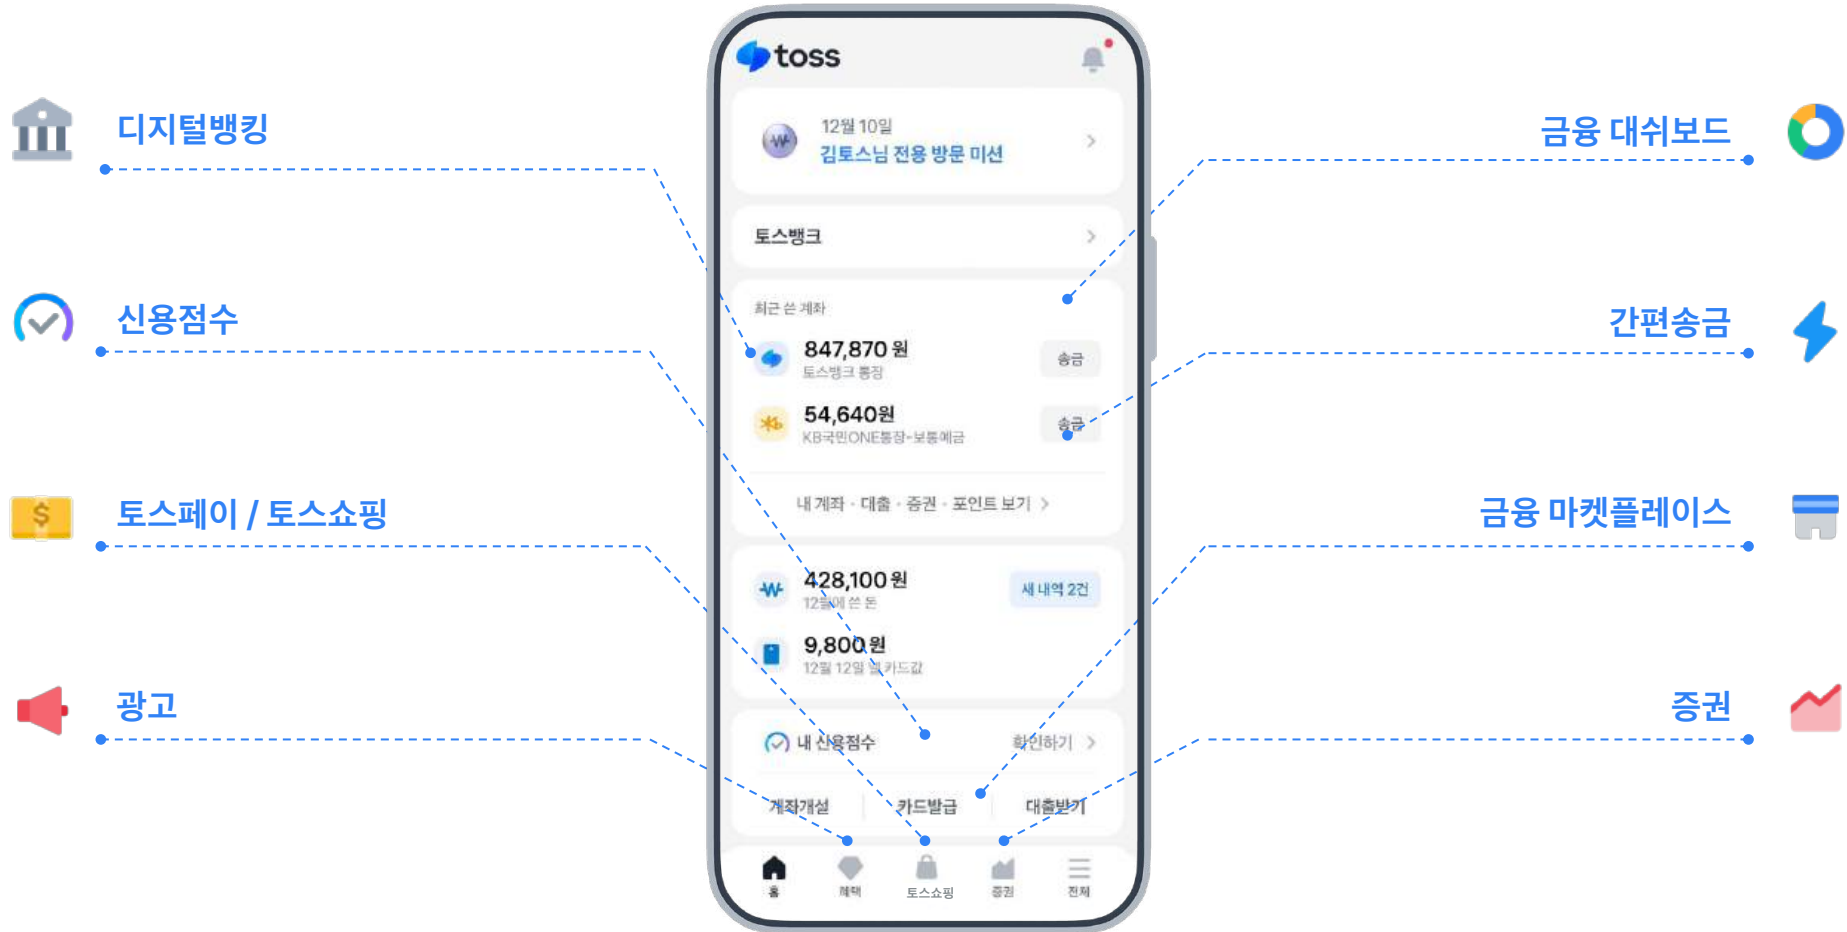 디지털뱅킹
신용점수
토스페이 / 토스쇼핑
광고
toss
12월 10일
김토스님 전용 방문 미션
토스뱅크
최근 쓴 계좌
847,870 원
토스뱅크 통장
송금
54,640원
KB국민ONE통장-보통예금
송금
내 계좌 · 대출 · 증권 · 포인트 보기
428,100 원
12월에 쓴 돈
새 내역 2건
9,800 원
12월 12일 낼 카드값
내 신용점수
확인하기
계좌개설
카드발급
대출받기
홈
혜택
토스쇼핑
증권
전체
금융 대쉬보드
간편송금
금융 마켓플레이스
증권